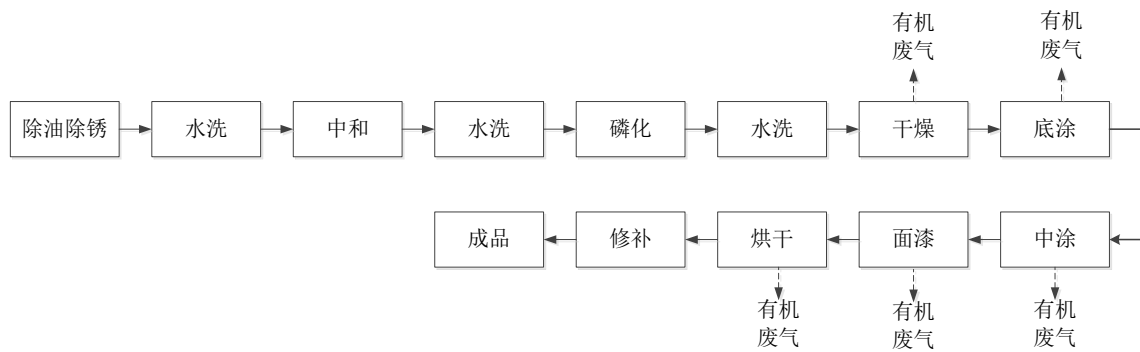 有机
废气
有机
废气
除油除锈
水洗
中和
水洗
磷化
水洗
干燥
底涂
成品
修补
烘干
面漆
中涂
有机
废气
有机
废气
有机
废气